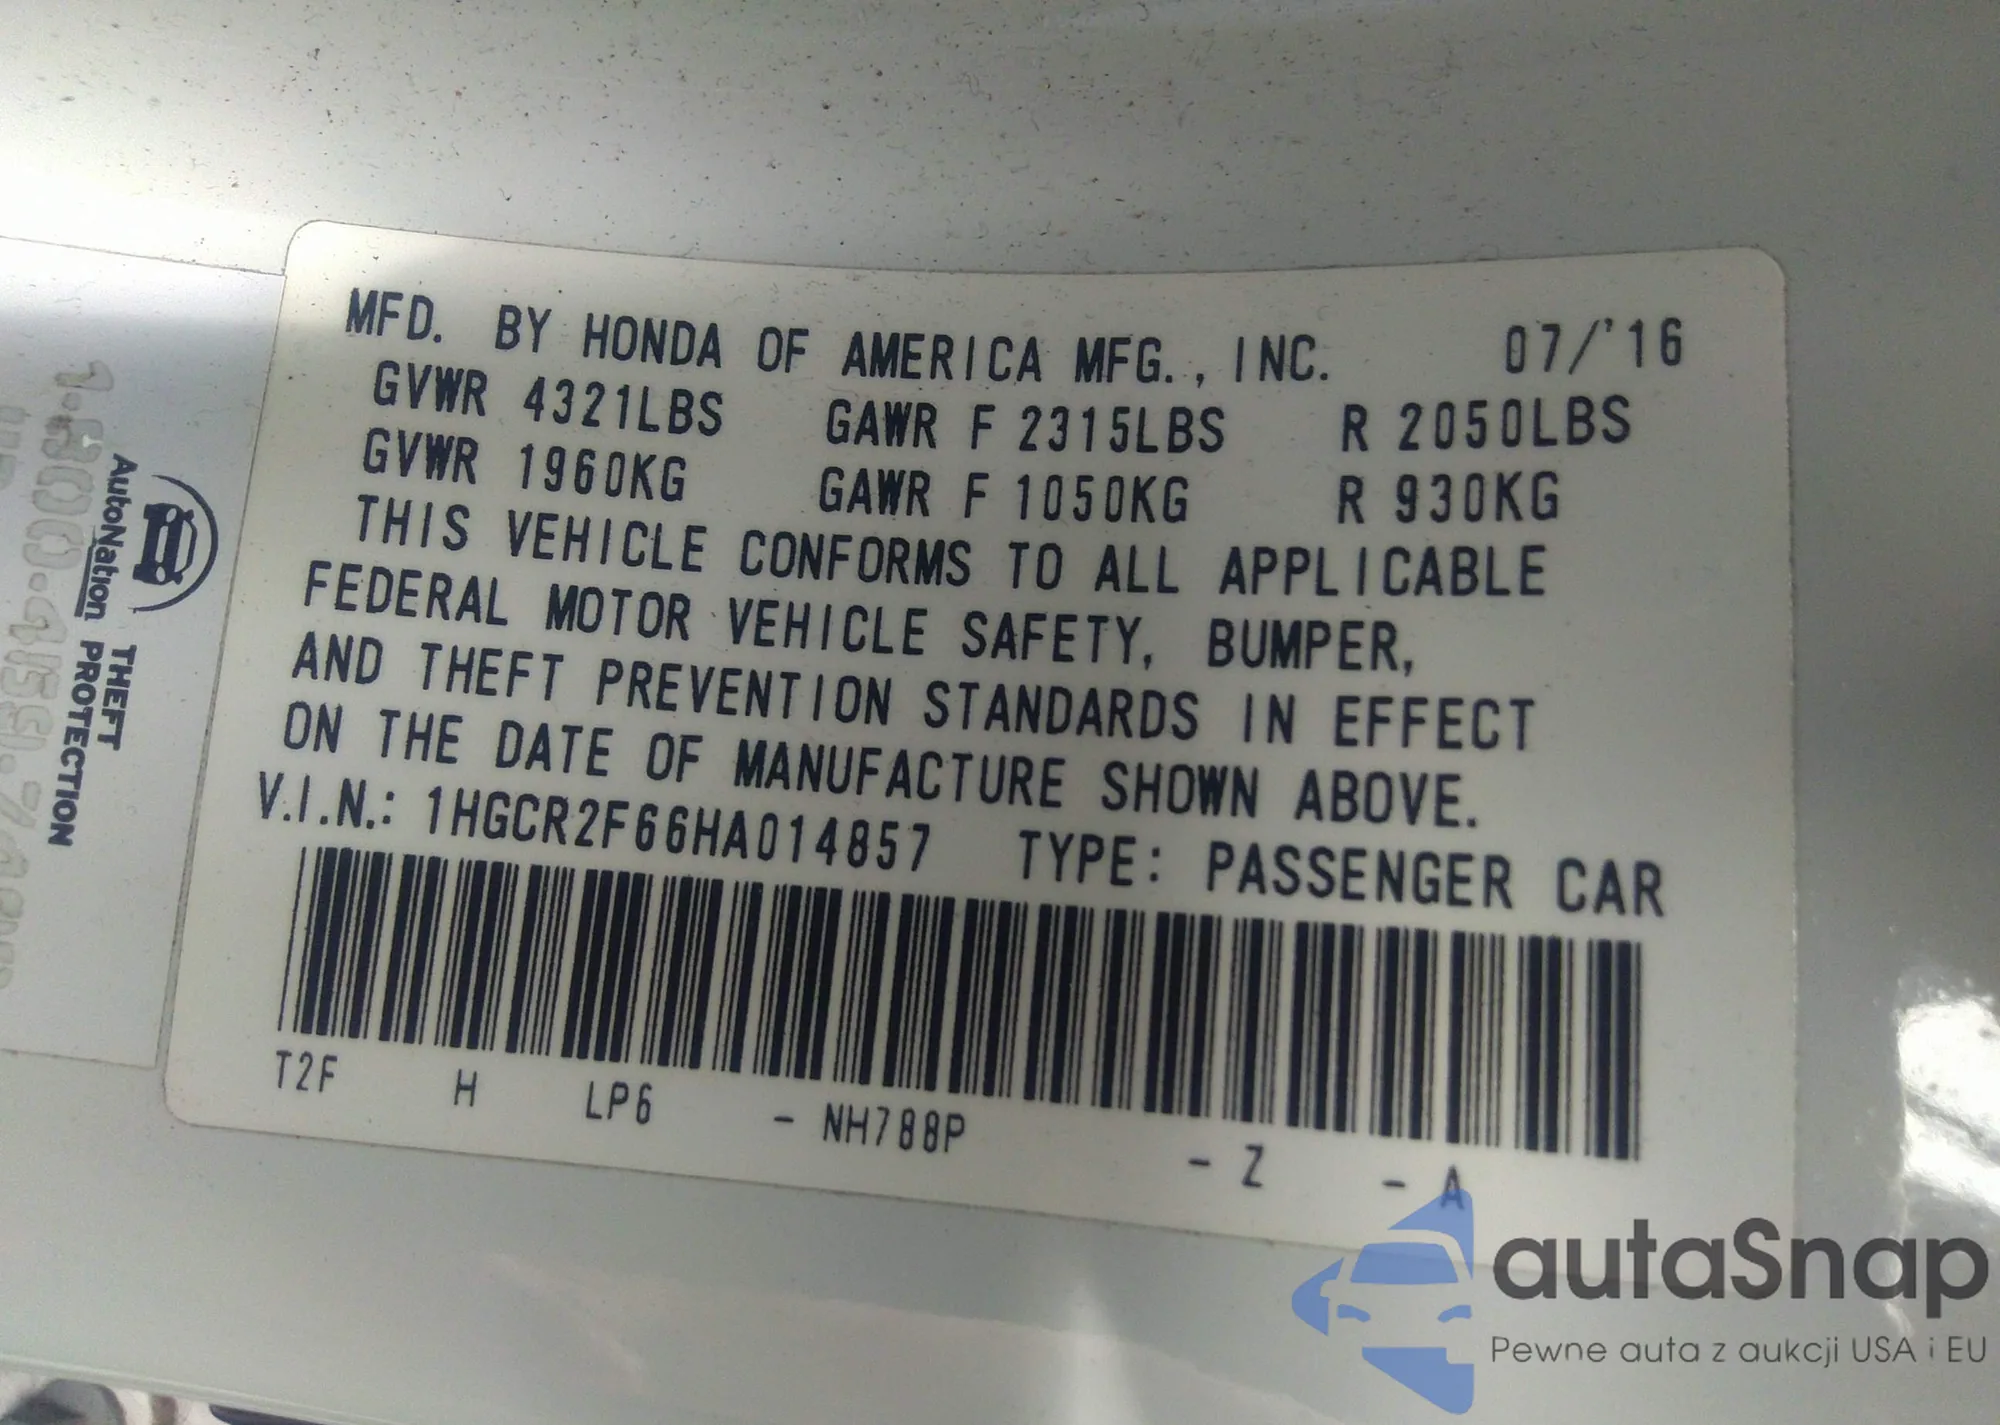 MFD. BY HONDA OF AMERICA MFG., INC. 07/'16
GVWR 4321LBS GAWR F 2315LBS R 2050LBS
GVWR 1960KG GAWR F 1050KG R 930KG
THIS VEHICLE CONFORMS TO ALL APPLICABLE
FEDERAL MOTOR VEHICLE SAFETY, BUMPER,
AND THEFT PREVENTION STANDARDS IN EFFECT
ON THE DATE OF MANUFACTURE SHOWN ABOVE.
V.I.N.: 1HGCR2F66HA014857 TYPE: PASSENGER CAR
T2F H LP6 - NH788P - Z - A
AutoNation THEFT
PROTECTION
autaSnap
Pewne auta z aukcji USA i EU